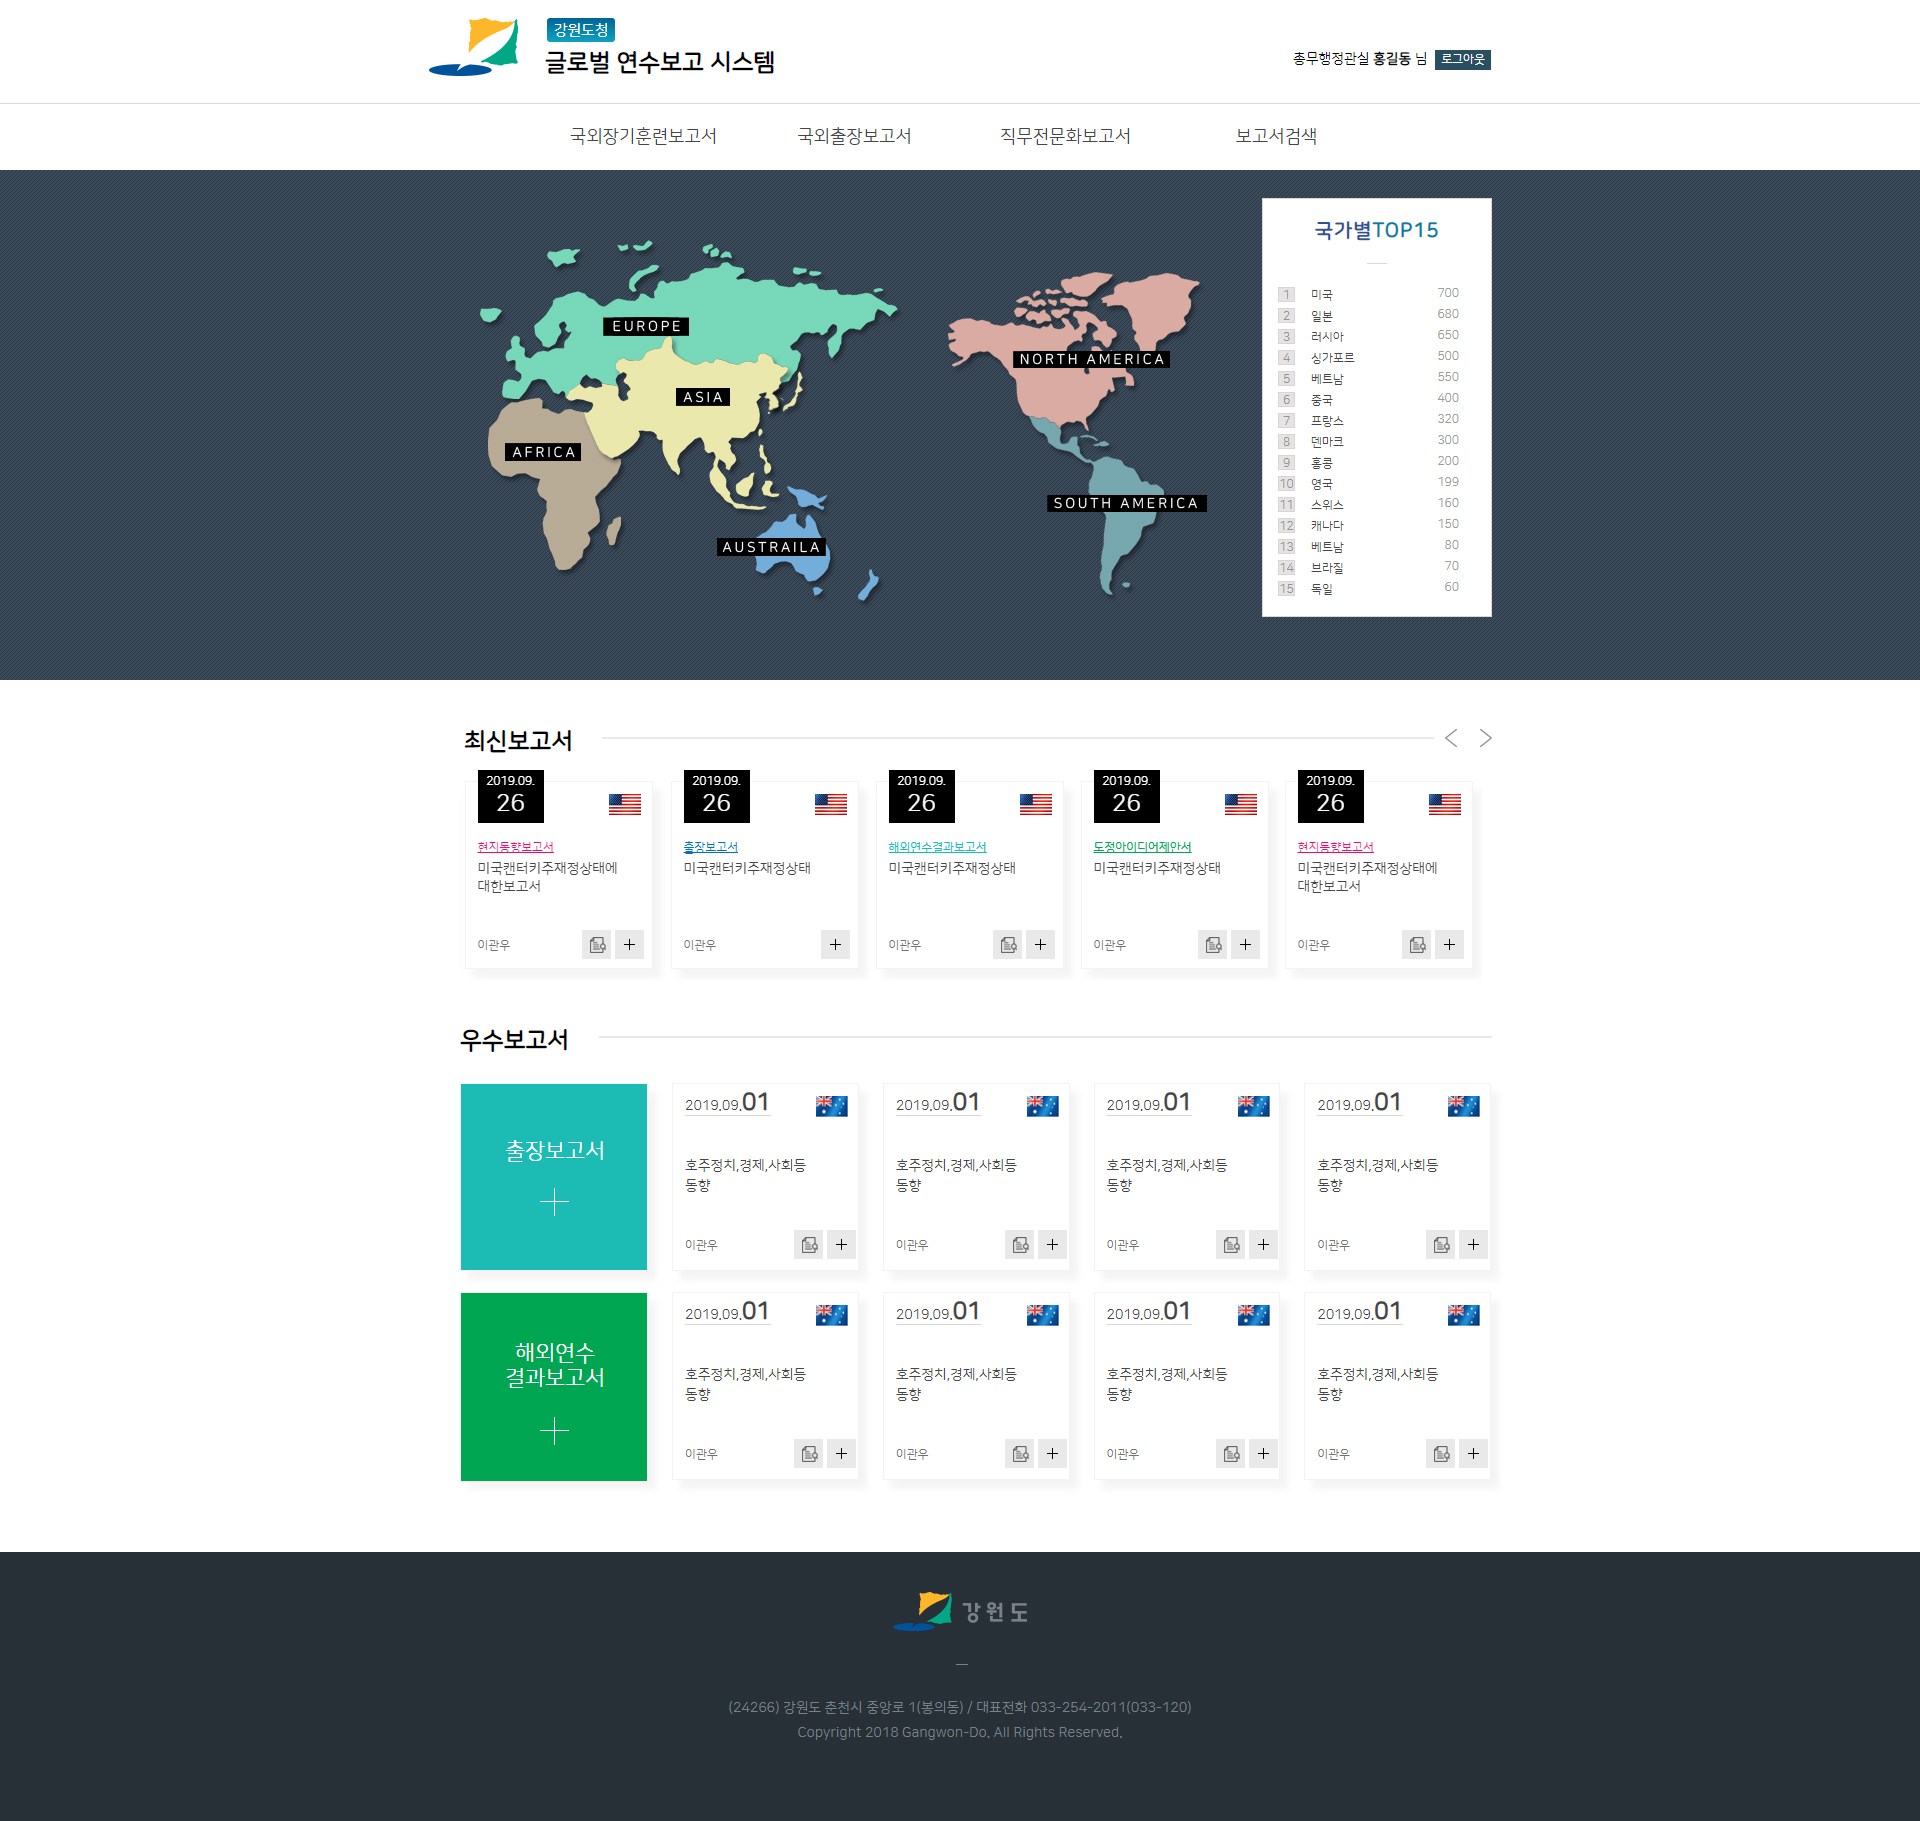 강원도청
글로벌 연수보고 시스템
총무행정관실 홍길동 님 로그아웃
국외장기훈련보고서 국외출장보고서 직무전문화보고서 보고서검색
EUROPE
ASIA
AFRICA
AUSTRAILA
NORTH AMERICA
SOUTH AMERICA
국가별TOP15
1 미국 700
2 일본 680
3 러시아 650
4 싱가포르 500
5 베트남 550
6 중국 400
7 프랑스 320
8 덴마크 300
9 홍콩 200
10 영국 199
11 스위스 160
12 캐나다 150
13 베트남 80
14 브라질 70
15 독일 60
최신보고서
2019.09.
26
현지동향보고서
미국캔터키주재정상태에
대한보고서
이관우
2019.09.
26
출장보고서
미국캔터키주재정상태
이관우
2019.09.
26
해외연수결과보고서
미국캔터키주재정상태
이관우
2019.09.
26
도정아이디어제안서
미국캔터키주재정상태
이관우
2019.09.
26
현지동향보고서
미국캔터키주재정상태에
대한보고서
이관우
우수보고서
출장보고서
2019.09.01
호주정치,경제,사회등
동향
이관우
2019.09.01
호주정치,경제,사회등
동향
이관우
2019.09.01
호주정치,경제,사회등
동향
이관우
2019.09.01
호주정치,경제,사회등
동향
이관우
해외연수
결과보고서
2019.09.01
호주정치,경제,사회등
동향
이관우
2019.09.01
호주정치,경제,사회등
동향
이관우
2019.09.01
호주정치,경제,사회등
동향
이관우
2019.09.01
호주정치,경제,사회등
동향
이관우
강원도
(24266) 강원도 춘천시 중앙로 1(봉의동) / 대표전화 033-254-2011(033-120)
Copyright 2018 Gangwon-Do. All Rights Reserved.